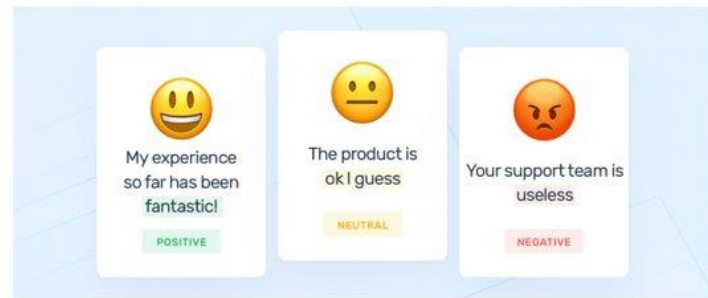 My experience
so far has been
fantastic!
POSITIVE
The product is
ok I guess
NEUTRAL
Your support team is
useless
NEGATIVE